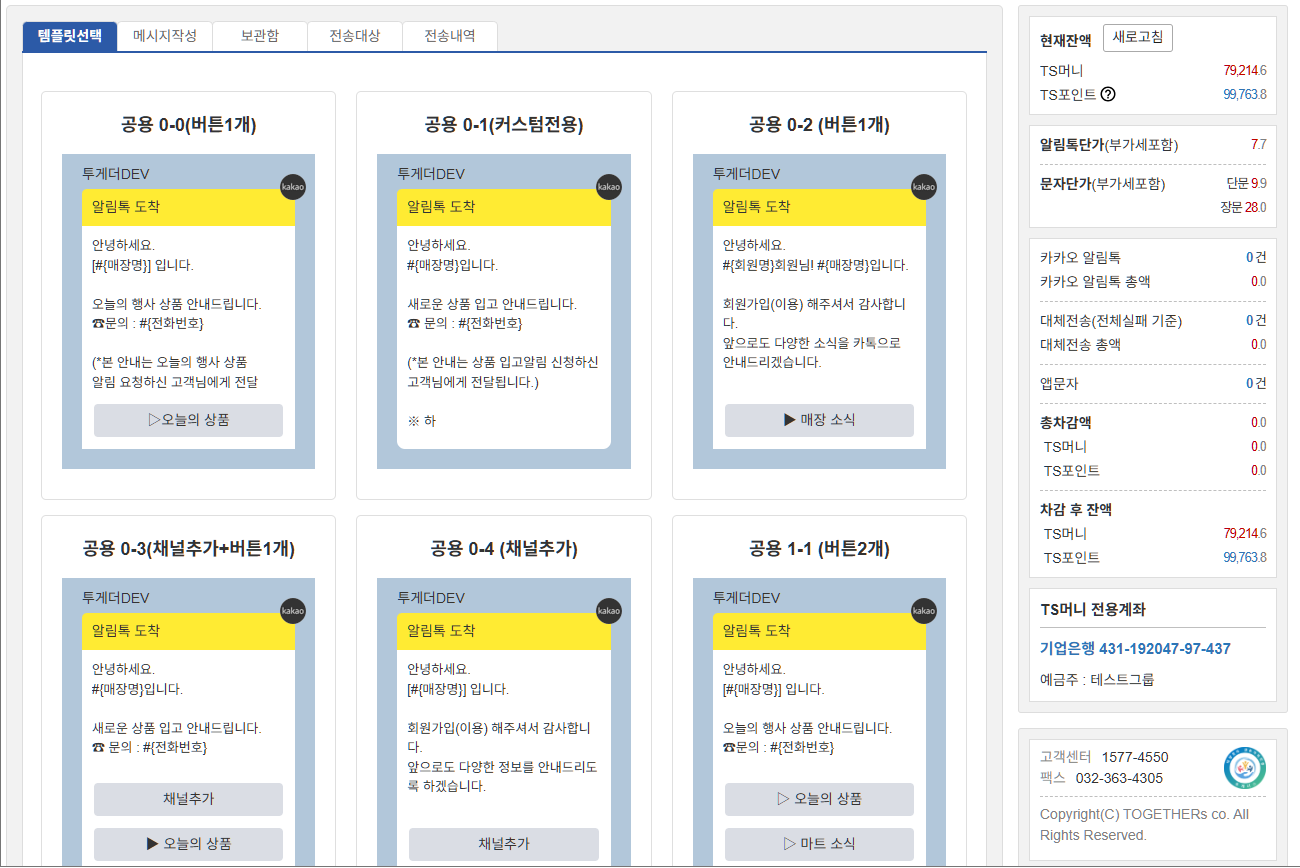 템플릿선택
메시지작성
보관함
전송대상
전송내역
공용 0-0(버튼1개)
투게더DEV
kakao
알림톡 도착
안녕하세요.
[#{매장명}] 입니다.
오늘의 행사 상품 안내드립니다.
☎문의 : #{전화번호}
(*본 안내는 오늘의 행사 상품
알림 요청하신 고객님에게 전달
▷오늘의 상품
공용 0-1(커스텀전용)
투게더DEV
kakao
알림톡 도착
안녕하세요.
#{매장명}입니다.
새로운 상품 입고 안내드립니다.
☎ 문의 : #{전화번호}
(*본 안내는 상품 입고알림 신청하신
고객님에게 전달됩니다.)
※ 하
공용 0-2 (버튼1개)
투게더DEV
kakao
알림톡 도착
안녕하세요.
#{회원명}회원님! #{매장명}입니다.
회원가입(이용) 해주셔서 감사합니
다.
앞으로도 다양한 소식을 카톡으로
안내드리겠습니다.
▶ 매장 소식
공용 0-3(채널추가+버튼1개)
투게더DEV
kakao
알림톡 도착
안녕하세요.
#{매장명}입니다.
새로운 상품 입고 안내드립니다.
☎ 문의 : #{전화번호}
채널추가
▶ 오늘의 상품
공용 0-4 (채널추가)
투게더DEV
kakao
알림톡 도착
안녕하세요.
[#{매장명}] 입니다.
회원가입(이용) 해주셔서 감사합니
다.
앞으로도 다양한 정보를 안내드리도
록 하겠습니다.
채널추가
공용 1-1 (버튼2개)
투게더DEV
kakao
알림톡 도착
안녕하세요.
[#{매장명}] 입니다.
오늘의 행사 상품 안내드립니다.
☎문의 : #{전화번호}
▷ 오늘의 상품
▷ 마트 소식
현재잔액 새로고침
TS머니 79,214.6
TS포인트 ? 99,763.8
알림톡단가(부가세포함) 7.7
문자단가(부가세포함) 단문 9.9
장문 28.0
카카오 알림톡 0 건
카카오 알림톡 총액 0.0
대체전송(전체실패 기준) 0 건
대체전송 총액 0.0
앱문자 0 건
총차감액 0.0
TS머니 0.0
TS포인트 0.0
차감 후 잔액
TS머니 79,214.6
TS포인트 99,763.8
TS머니 전용계좌
기업은행 431-192047-97-437
예금주 : 테스트그룹
고객센터 1577-4550
팩스 032-363-4305
Copyright(C) TOGETHERs co. All
Rights Reserved.